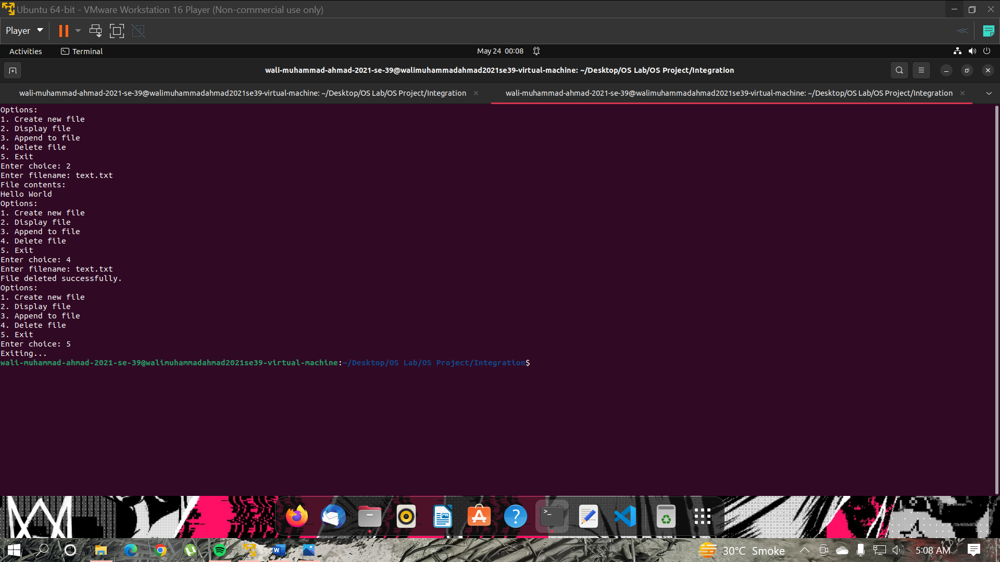 Ubuntu 64-bit - VMware Workstation 16 Player (Non-commercial use only)
Player
Activities Terminal May 24 00:08
wali-muhammad-ahmad-2021-se-39@walimuhammadahmad2021se39-virtual-machine: ~/Desktop/OS Lab/OS Project/Integration
wali-muhammad-ahmad-2021-se-39@walimuhammadahmad2021se39-virtual-machine: ~/Desktop/OS Lab/OS Project/Integration wali-muhammad-ahmad-2021-se-39@walimuhammadahmad2021se39-virtual-machine: ~/Desktop/OS Lab/OS Project/Integration
Options:
1. Create new file
2. Display file
3. Append to file
4. Delete file
5. Exit
Enter choice: 2
Enter filename: text.txt
File contents:
Hello World
Options:
1. Create new file
2. Display file
3. Append to file
4. Delete file
5. Exit
Enter choice: 4
Enter filename: text.txt
File deleted successfully.
Options:
1. Create new file
2. Display file
3. Append to file
4. Delete file
5. Exit
Enter choice: 5
Exiting...
wali-muhammad-ahmad-2021-se-39@walimuhammadahmad2021se39-virtual-machine:~/Desktop/OS Lab/OS Project/Integration$
30°C Smoke 5:08 AM